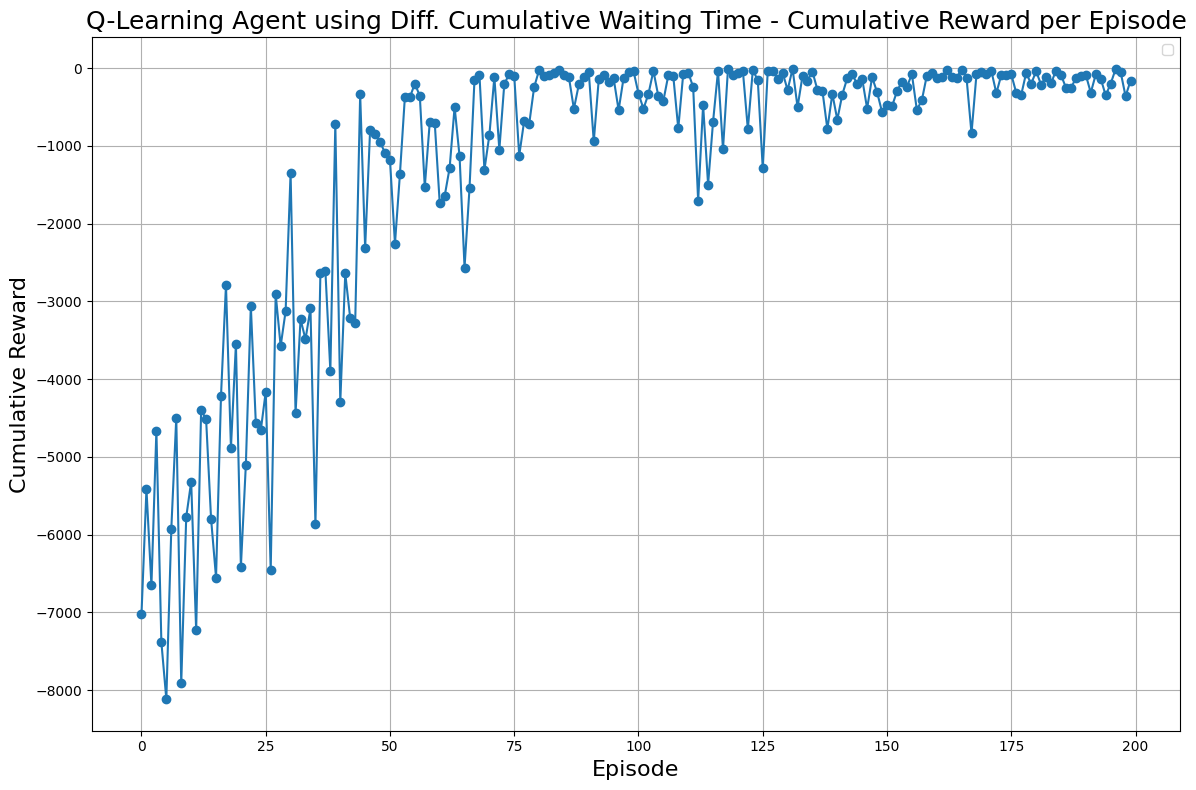 Q-Learning Agent using Diff. Cumulative Waiting Time - Cumulative Reward per Episode
0
−1000
−2000
−3000
−4000
−5000
−6000
−7000
−8000
Cumulative Reward
0 25 50 75 100 125 150 175 200
Episode